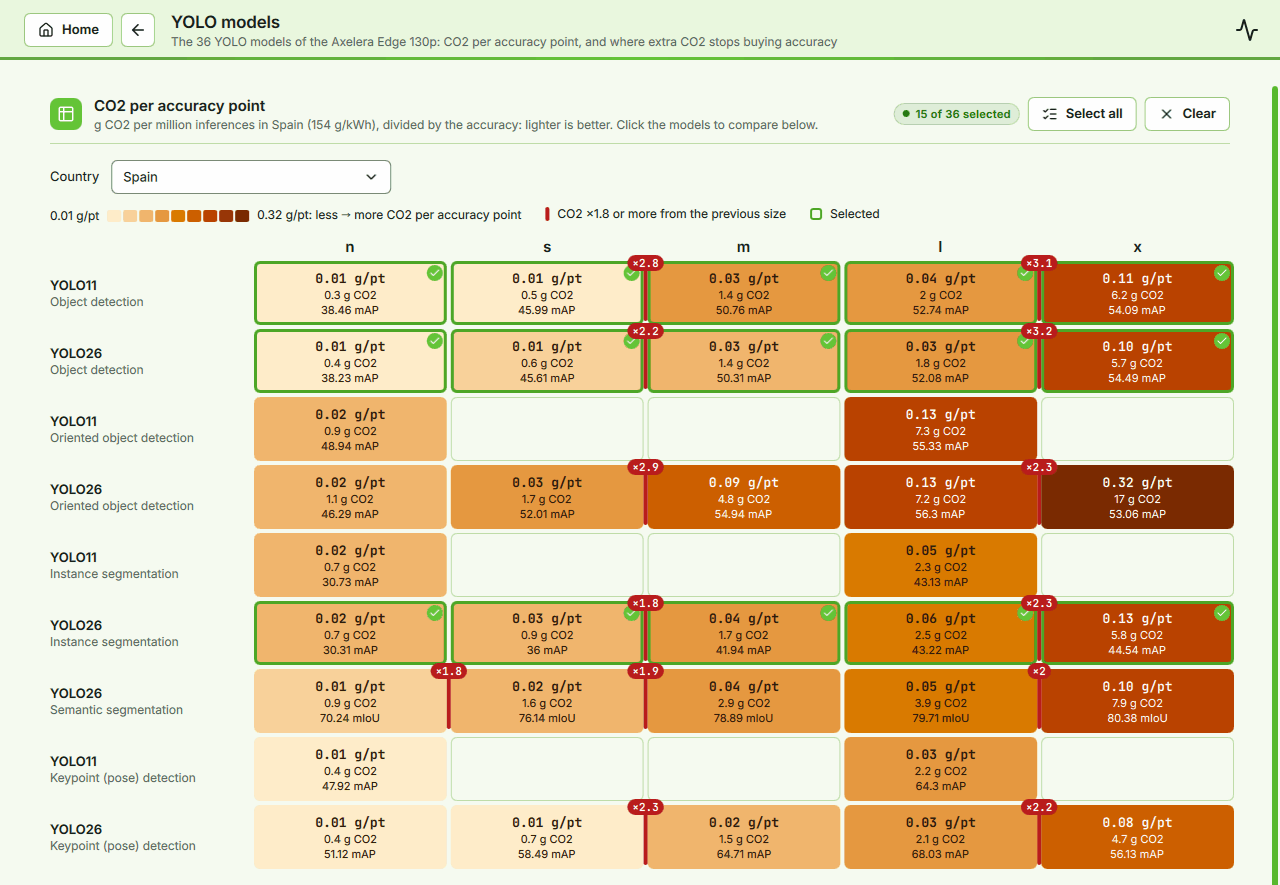 Home
YOLO models
The 36 YOLO models of the Axelera Edge 130p: CO2 per accuracy point, and where extra CO2 stops buying accuracy
CO2 per accuracy point
g CO2 per million inferences in Spain (154 g/kWh), divided by the accuracy: lighter is better. Click the models to compare below.
15 of 36 selected
Select all
Clear
Country
Spain
0.01 g/pt
0.32 g/pt: less → more CO2 per accuracy point
CO2 ×1.8 or more from the previous size
Selected
n s m l x
YOLO11
Object detection
0.01 g/pt
0.3 g CO2
38.46 mAP
0.01 g/pt
0.5 g CO2
45.99 mAP
×2.8
0.03 g/pt
1.4 g CO2
50.76 mAP
0.04 g/pt
2 g CO2
52.74 mAP
×3.1
0.11 g/pt
6.2 g CO2
54.09 mAP
YOLO26
Object detection
0.01 g/pt
0.4 g CO2
38.23 mAP
0.01 g/pt
0.6 g CO2
45.61 mAP
×2.2
0.03 g/pt
1.4 g CO2
50.31 mAP
0.03 g/pt
1.8 g CO2
52.08 mAP
×3.2
0.10 g/pt
5.7 g CO2
54.49 mAP
YOLO11
Oriented object detection
0.02 g/pt
0.9 g CO2
48.94 mAP
0.13 g/pt
7.3 g CO2
55.33 mAP
YOLO26
Oriented object detection
0.02 g/pt
1.1 g CO2
46.29 mAP
0.03 g/pt
1.7 g CO2
52.01 mAP
×2.9
0.09 g/pt
4.8 g CO2
54.94 mAP
0.13 g/pt
7.2 g CO2
56.3 mAP
×2.3
0.32 g/pt
17 g CO2
53.06 mAP
YOLO11
Instance segmentation
0.02 g/pt
0.7 g CO2
30.73 mAP
0.05 g/pt
2.3 g CO2
43.13 mAP
YOLO26
Instance segmentation
0.02 g/pt
0.7 g CO2
30.31 mAP
0.03 g/pt
0.9 g CO2
36 mAP
×1.8
0.04 g/pt
1.7 g CO2
41.94 mAP
0.06 g/pt
2.5 g CO2
43.22 mAP
×2.3
0.13 g/pt
5.8 g CO2
44.54 mAP
YOLO26
Semantic segmentation
0.01 g/pt
0.9 g CO2
70.24 mIoU
×1.8
0.02 g/pt
1.6 g CO2
76.14 mIoU
×1.9
0.04 g/pt
2.9 g CO2
78.89 mIoU
0.05 g/pt
3.9 g CO2
79.71 mIoU
×2
0.10 g/pt
7.9 g CO2
80.38 mIoU
YOLO11
Keypoint (pose) detection
0.01 g/pt
0.4 g CO2
47.92 mAP
0.03 g/pt
2.2 g CO2
64.3 mAP
YOLO26
Keypoint (pose) detection
0.01 g/pt
0.4 g CO2
51.12 mAP
0.01 g/pt
0.7 g CO2
58.49 mAP
×2.3
0.02 g/pt
1.5 g CO2
64.71 mAP
0.03 g/pt
2.1 g CO2
68.03 mAP
×2.2
0.08 g/pt
4.7 g CO2
56.13 mAP